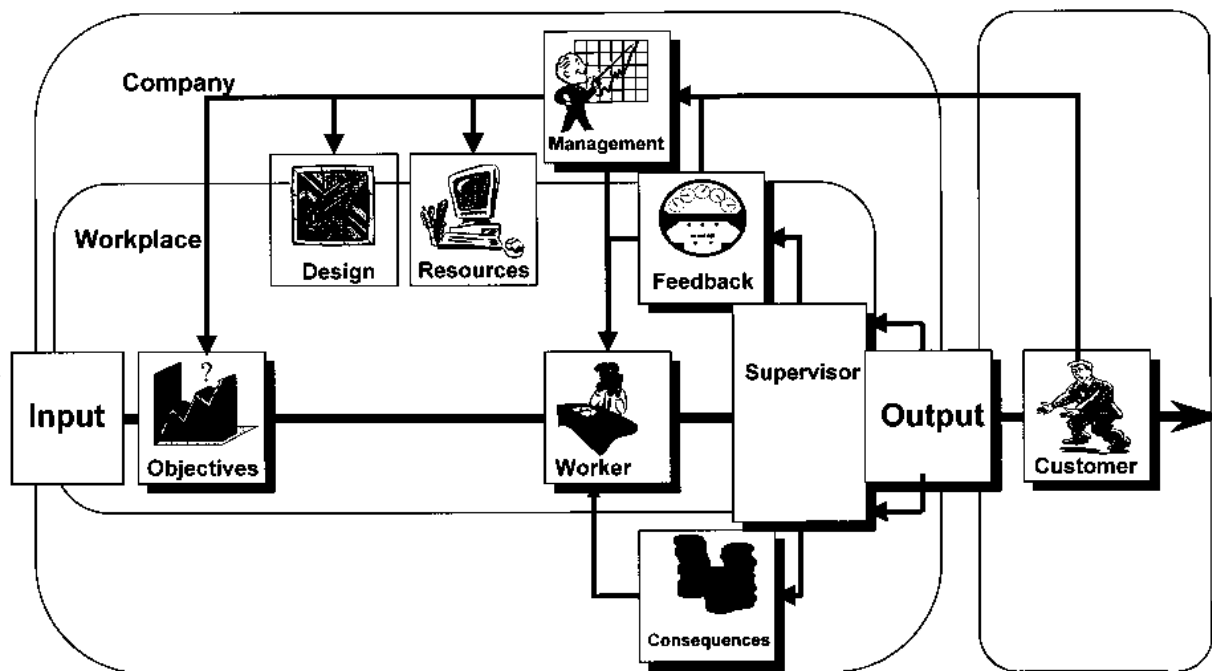 Company
Management
Workplace
Design
Resources
Feedback
Supervisor
Input
Output
?
Objectives
Worker
Customer
Consequences